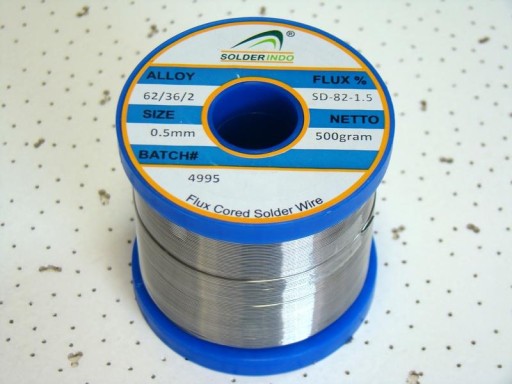 ®
SOLDERINDO
ALLOY FLUX %
62/36/2 SD-82-1.5
SIZE NETTO
0.5mm 500gram
BATCH#
4995
Flux Cored Solder Wire